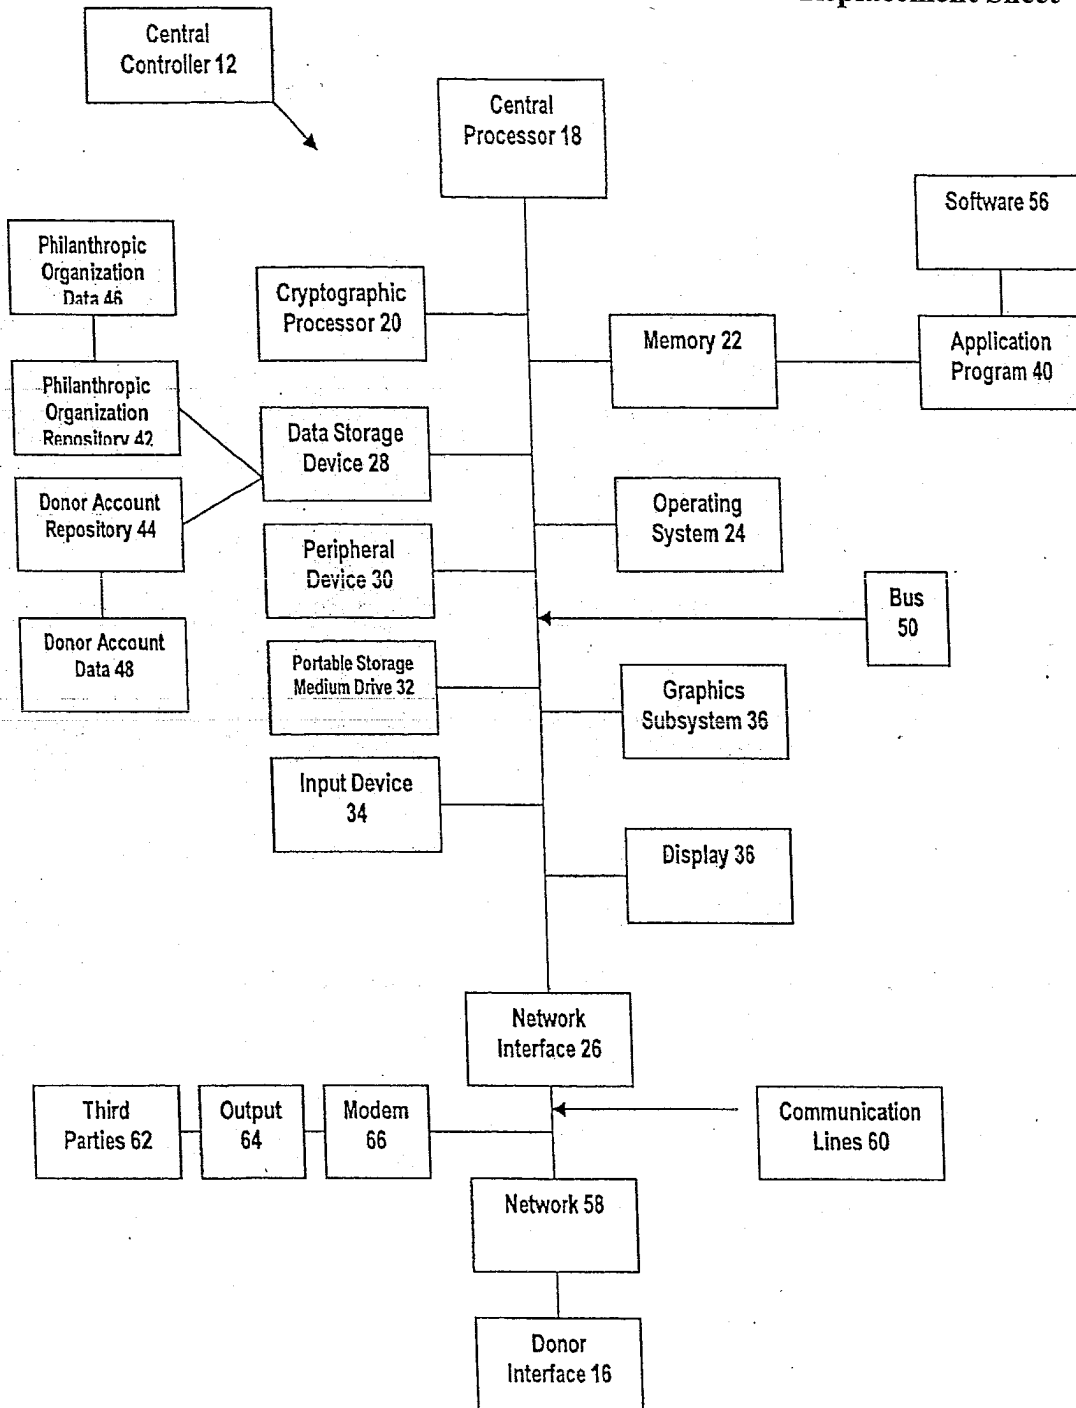 Replacement Sheet
Central
Controller 12
Central
Processor 18
Software 56
Philanthropic
Organization
Data 46
Cryptographic
Processor 20
Memory 22
Application
Program 40
Philanthropic
Organization
Repository 42
Data Storage
Device 28
Donor Account
Repository 44
Operating
System 24
Peripheral
Device 30
Bus
50
Donor Account
Data 48
Portable Storage
Medium Drive 32
Graphics
Subsystem 36
Input Device
34
Display 36
Network
Interface 26
Third
Parties 62
Output
64
Modem
66
Communication
Lines 60
Network 58
Donor
Interface 16